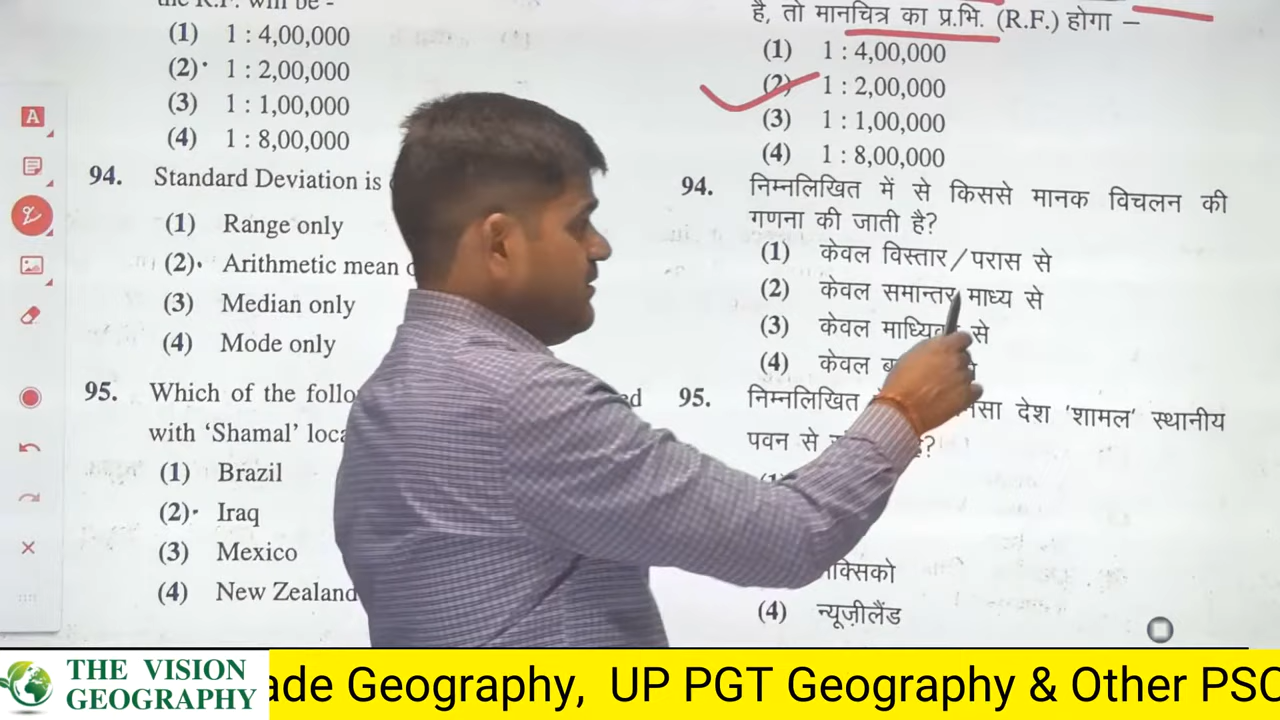 the R.F. will be -
(1) 1 : 4,00,000
(2) 1 : 2,00,000
(3) 1 : 1,00,000
(4) 1 : 8,00,000
94. Standard Deviation is
(1) Range only
(2) Arithmetic mean
(3) Median only
(4) Mode only
95. Which of the
with 'Shamal'
(1) Brazil
(2) Iraq
(3) Mexico
(4) New Zealand
है, तो मानचित्र का प्र.भि. (R.F.) होगा –
(1) 1 : 4,00,000
(2) 1 : 2,00,000
(3) 1 : 1,00,000
(4) 1 : 8,00,000
94. निम्नलिखित में से किससे मानक विचलन की
गणना की जाती है?
(1) केवल विस्तार/परास से
(2) केवल समान्तर माध्य से
(3) केवल से
(4) केवल
95. निम्नलिखित देश 'शामल' स्थानीय
पवन से है?
(4) न्यूज़ीलैंड
A
THE VISION
GEOGRAPHY
Geography, UP PGT Geography & Other